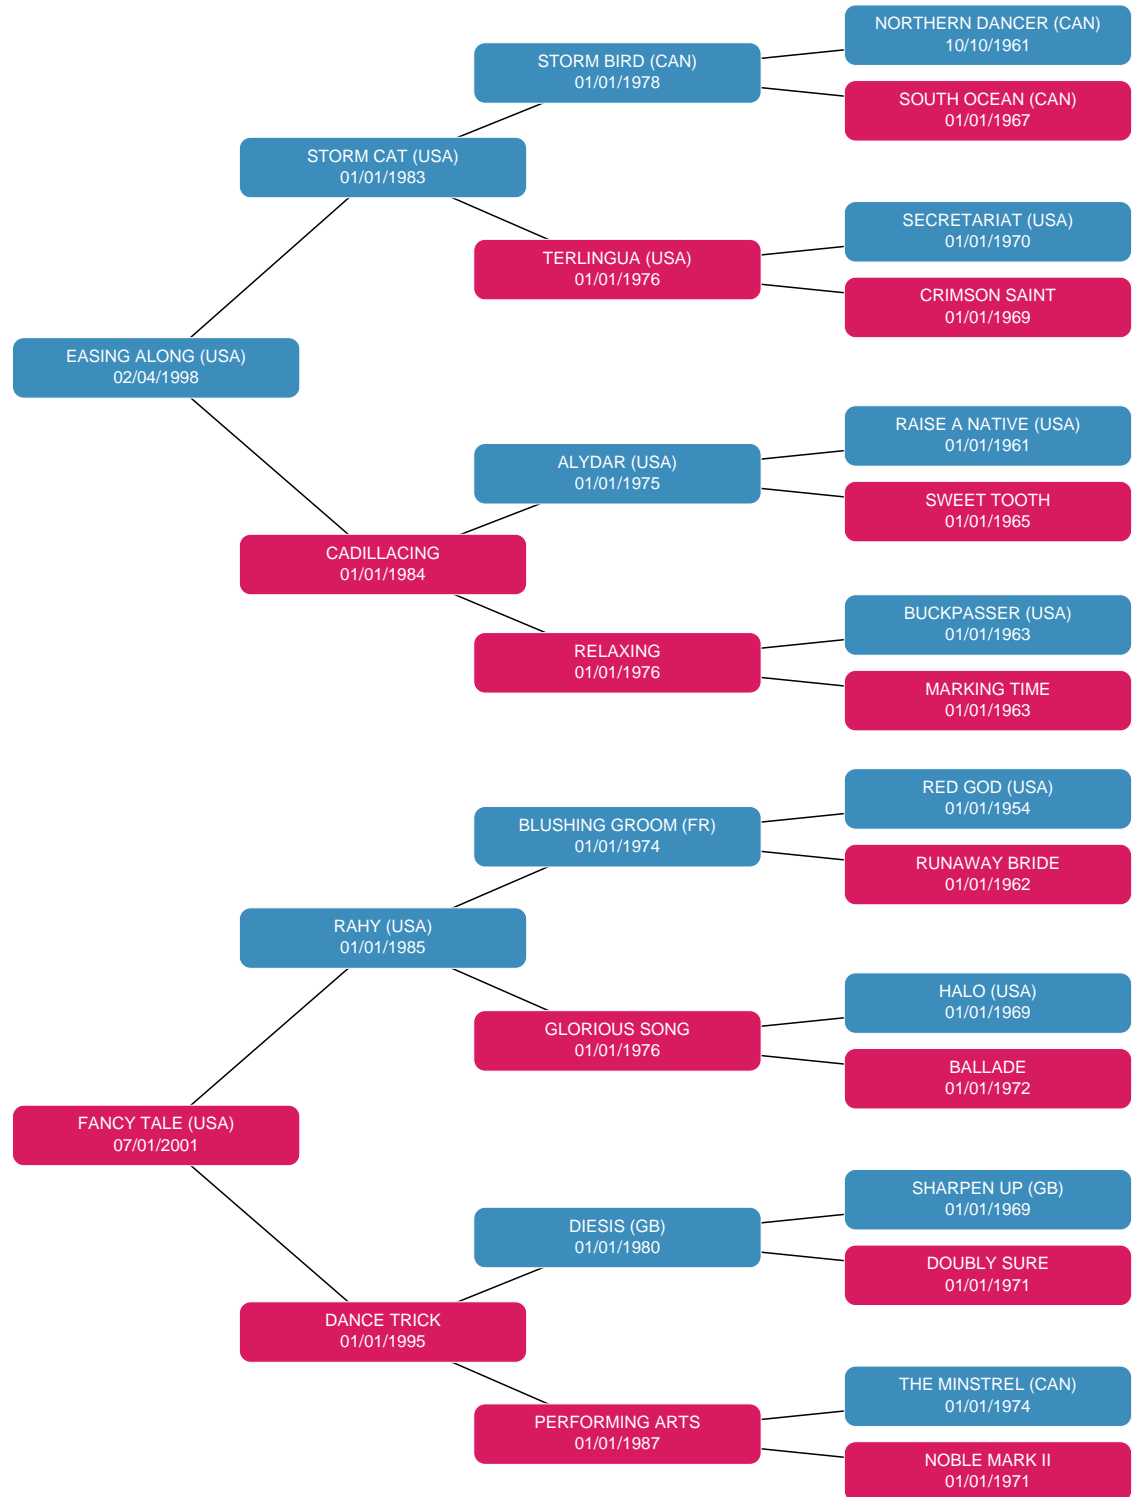 NORTHERN DANCER (CAN)
10/10/1961
STORM BIRD (CAN)
01/01/1978
SOUTH OCEAN (CAN)
01/01/1967
STORM CAT (USA)
01/01/1983
SECRETARIAT (USA)
01/01/1970
TERLINGUA (USA)
01/01/1976
CRIMSON SAINT
01/01/1969
EASING ALONG (USA)
02/04/1998
RAISE A NATIVE (USA)
01/01/1961
ALYDAR (USA)
01/01/1975
SWEET TOOTH
01/01/1965
CADILLACING
01/01/1984
BUCKPASSER (USA)
01/01/1963
RELAXING
01/01/1976
MARKING TIME
01/01/1963
RED GOD (USA)
01/01/1954
BLUSHING GROOM (FR)
01/01/1974
RUNAWAY BRIDE
01/01/1962
RAHY (USA)
01/01/1985
HALO (USA)
01/01/1969
GLORIOUS SONG
01/01/1976
BALLADE
01/01/1972
FANCY TALE (USA)
07/01/2001
SHARPEN UP (GB)
01/01/1969
DIESIS (GB)
01/01/1980
DOUBLY SURE
01/01/1971
DANCE TRICK
01/01/1995
THE MINSTREL (CAN)
01/01/1974
PERFORMING ARTS
01/01/1987
NOBLE MARK II
01/01/1971